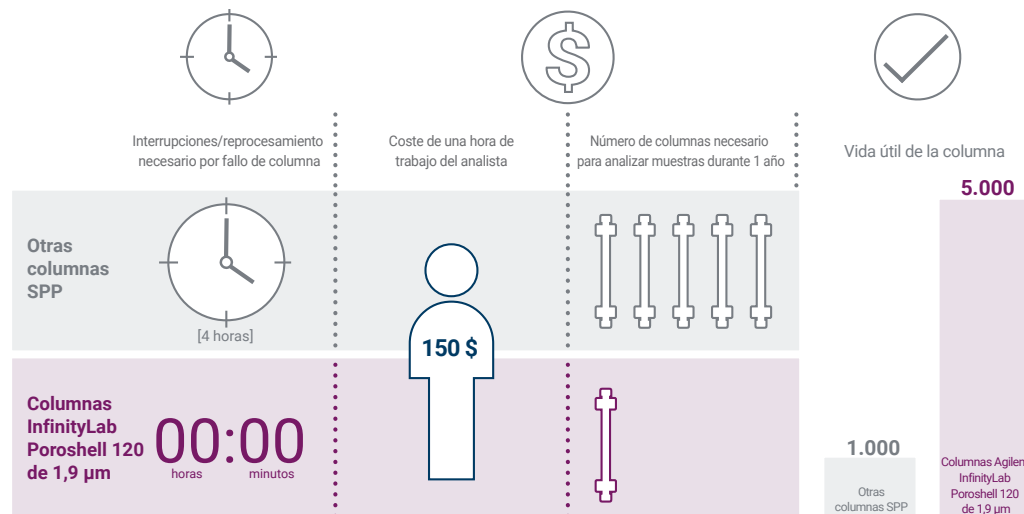 $
Interrupciones/reprocesamiento
necesario por fallo de columna
Coste de una hora de
trabajo del analista
Número de columnas necesario
para analizar muestras durante 1 año
Vida útil de la columna
Otras
columnas
SPP
[4 horas]
150 $
Columnas
InfinityLab
Poroshell 120
de 1,9 µm
00:00
horas
minutos
5.000
1.000
Otras
columnas SPP
Columnas Agilen
InfinityLab
Poroshell 120
de 1,9 µm